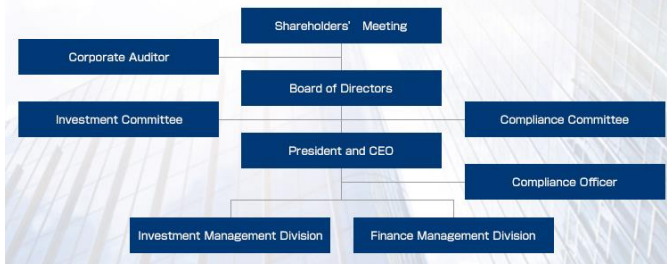 Shareholders' Meeting
Corporate Auditor
Board of Directors
Investment Committee
Compliance Committee
President and CEO
Compliance Officer
Investment Management Division
Finance Management Division